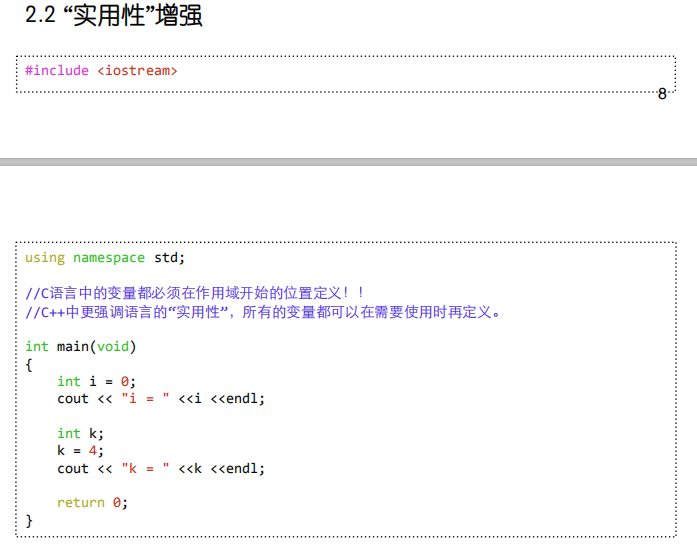 2.2 “实用性”增强
#include <iostream>
8
using namespace std;
//C语言中的变量都必须在作用域开始的位置定义！！
//C++中更强调语言的“实用性”，所有的变量都可以在需要使用时再定义。
int main(void)
{
    int i = 0;
    cout << "i = " <<i <<endl;
    int k;
    k = 4;
    cout << "k = " <<k <<endl;
    return 0;
}